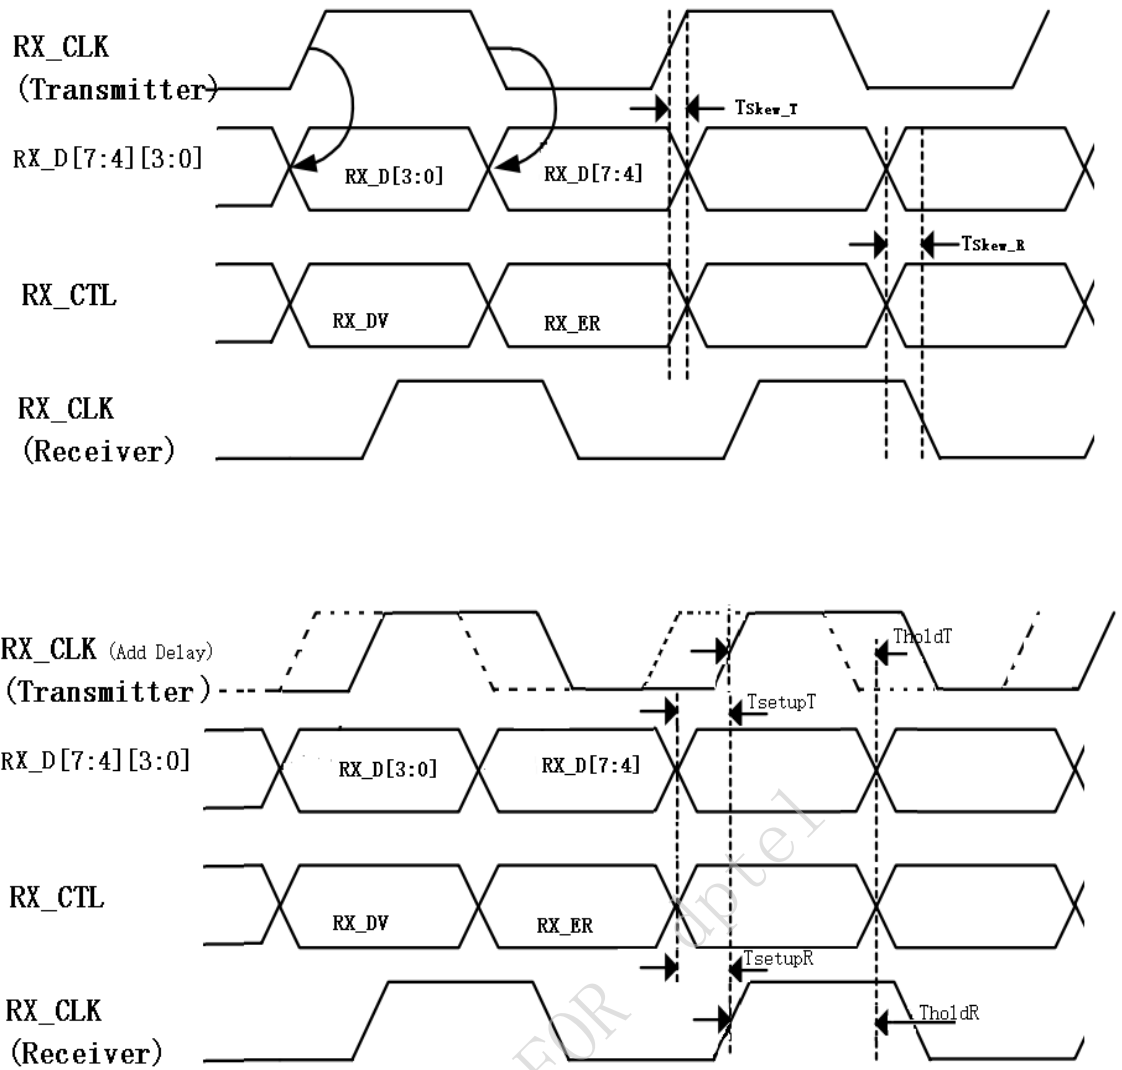 RX_CLK
(Transmitter)
TSkew_T
RX_D[7:4][3:0]
RX_D[3:0]
RX_D[7:4]
TSkew_R
RX_CTL
RX_DV
RX_ER
RX_CLK
(Receiver)
RX_CLK (Add Delay)
(Transmitter)
TholdT
TsetupT
RX_D[7:4][3:0]
RX_D[3:0]
RX_D[7:4]
RX_CTL
RX_DV
RX_ER
TsetupR
RX_CLK
(Receiver)
TholdR
FOR dptel